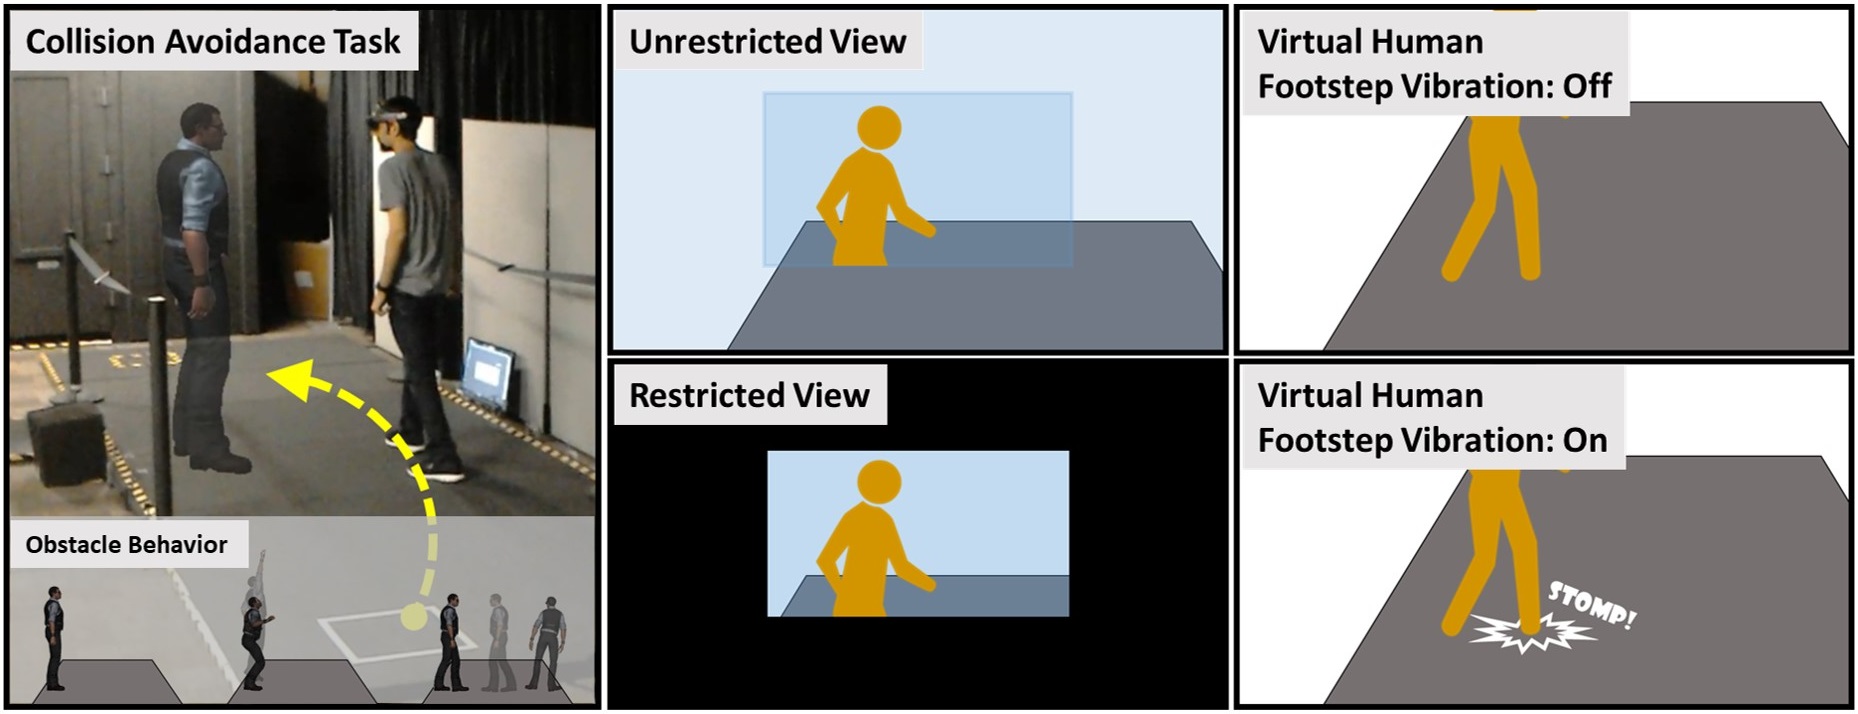 Collision Avoidance Task
Obstacle Behavior
Unrestricted View
Restricted View
Virtual Human
Footstep Vibration: Off
Virtual Human
Footstep Vibration: On
STOMP!